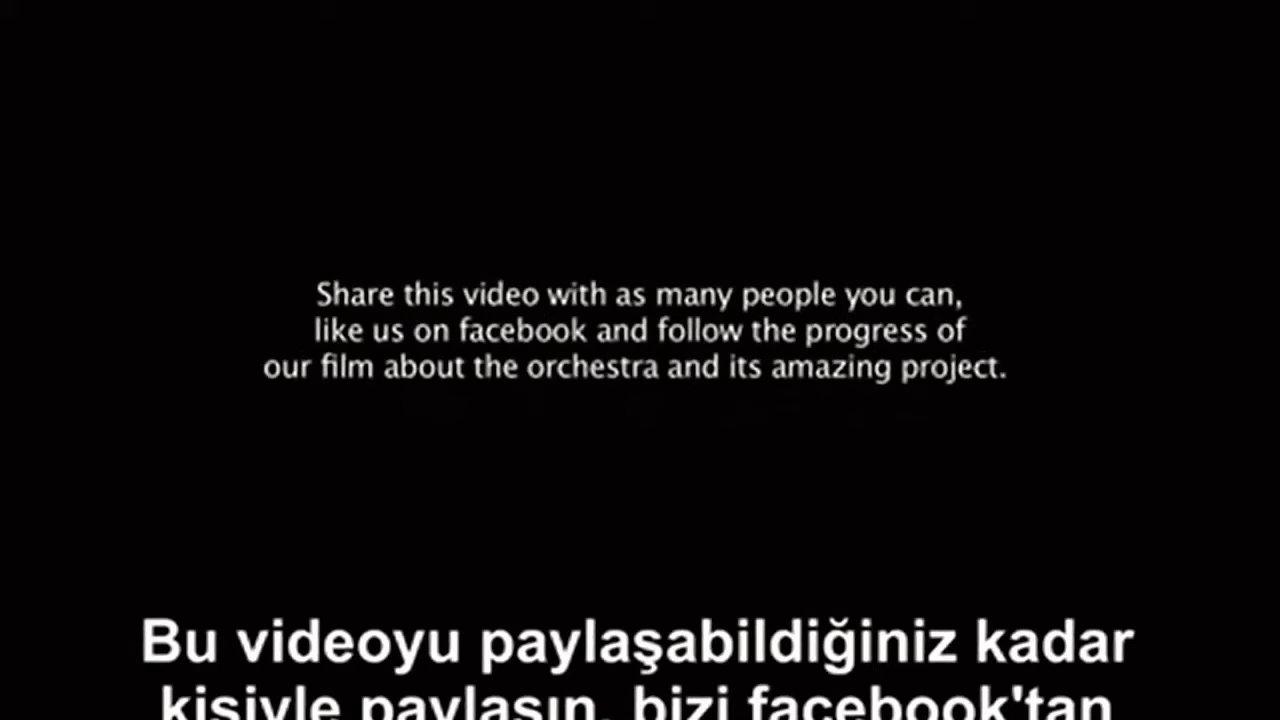 Share this video with as many people you can,
like us on facebook and follow the progress of
our film about the orchestra and its amazing project.
Bu videoyu paylaşabildiğiniz kadar
kişiyle paylaşın, bizi facebook'tan